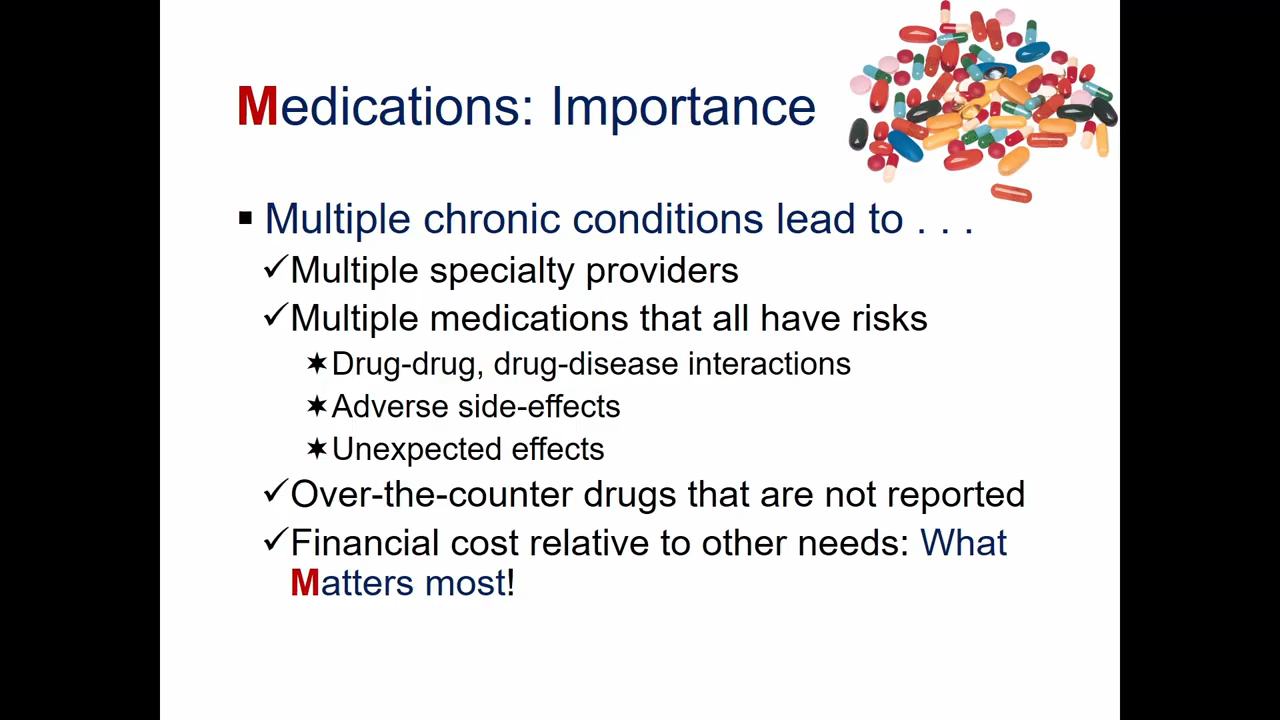 Medications: Importance
▪ Multiple chronic conditions lead to . . .
✓Multiple specialty providers
✓Multiple medications that all have risks
✶Drug-drug, drug-disease interactions
✶Adverse side-effects
✶Unexpected effects
✓Over-the-counter drugs that are not reported
✓Financial cost relative to other needs: What
Matters most!